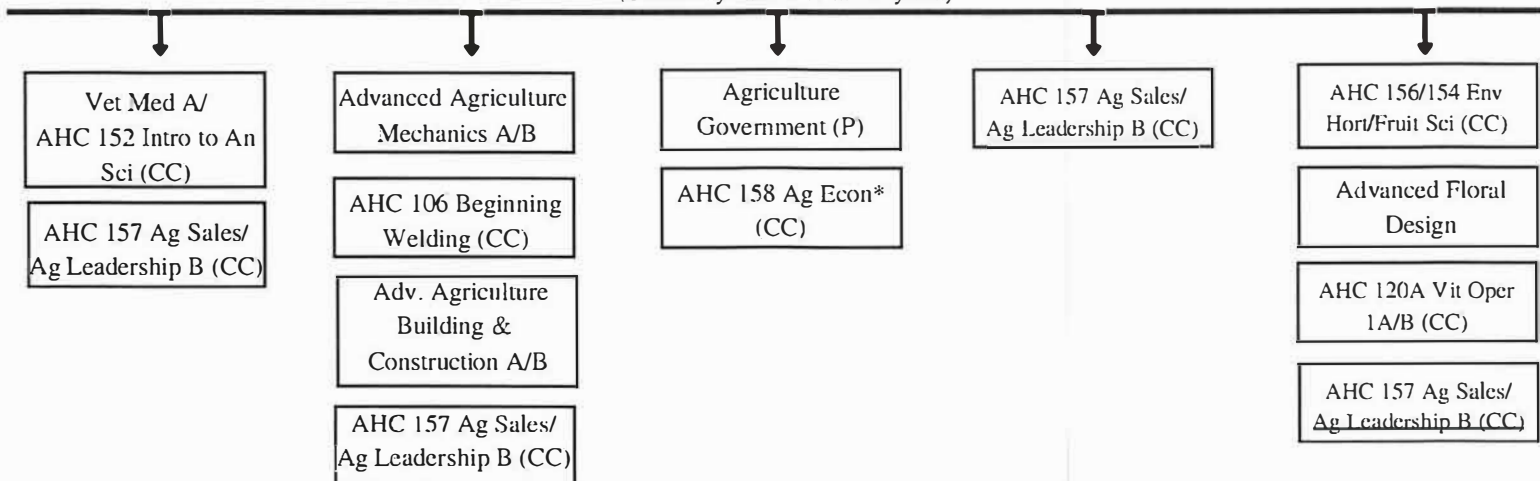 Vet Med A/
AHC 152 Intro to An
Sci (CC)
AHC 157 Ag Sales/
Ag Leadership B (CC)
Advanced Agriculture
Mechanics A/B
AHC 106 Beginning
Welding (CC)
Adv. Agriculture
Building &
Construction A/B
AHC 157 Ag Sales/
Ag Leadership B (CC)
Agriculture
Government (P)
AHC 158 Ag Econ*
(CC)
AHC 157 Ag Sales/
Ag Leadership B (CC)
AHC 156/154 Env
Hort/Fruit Sci (CC)
Advanced Floral
Design
AHC 120A Vit Oper
1A/B (CC)
AHC 157 Ag Sales/
Ag Leadership B (CC)